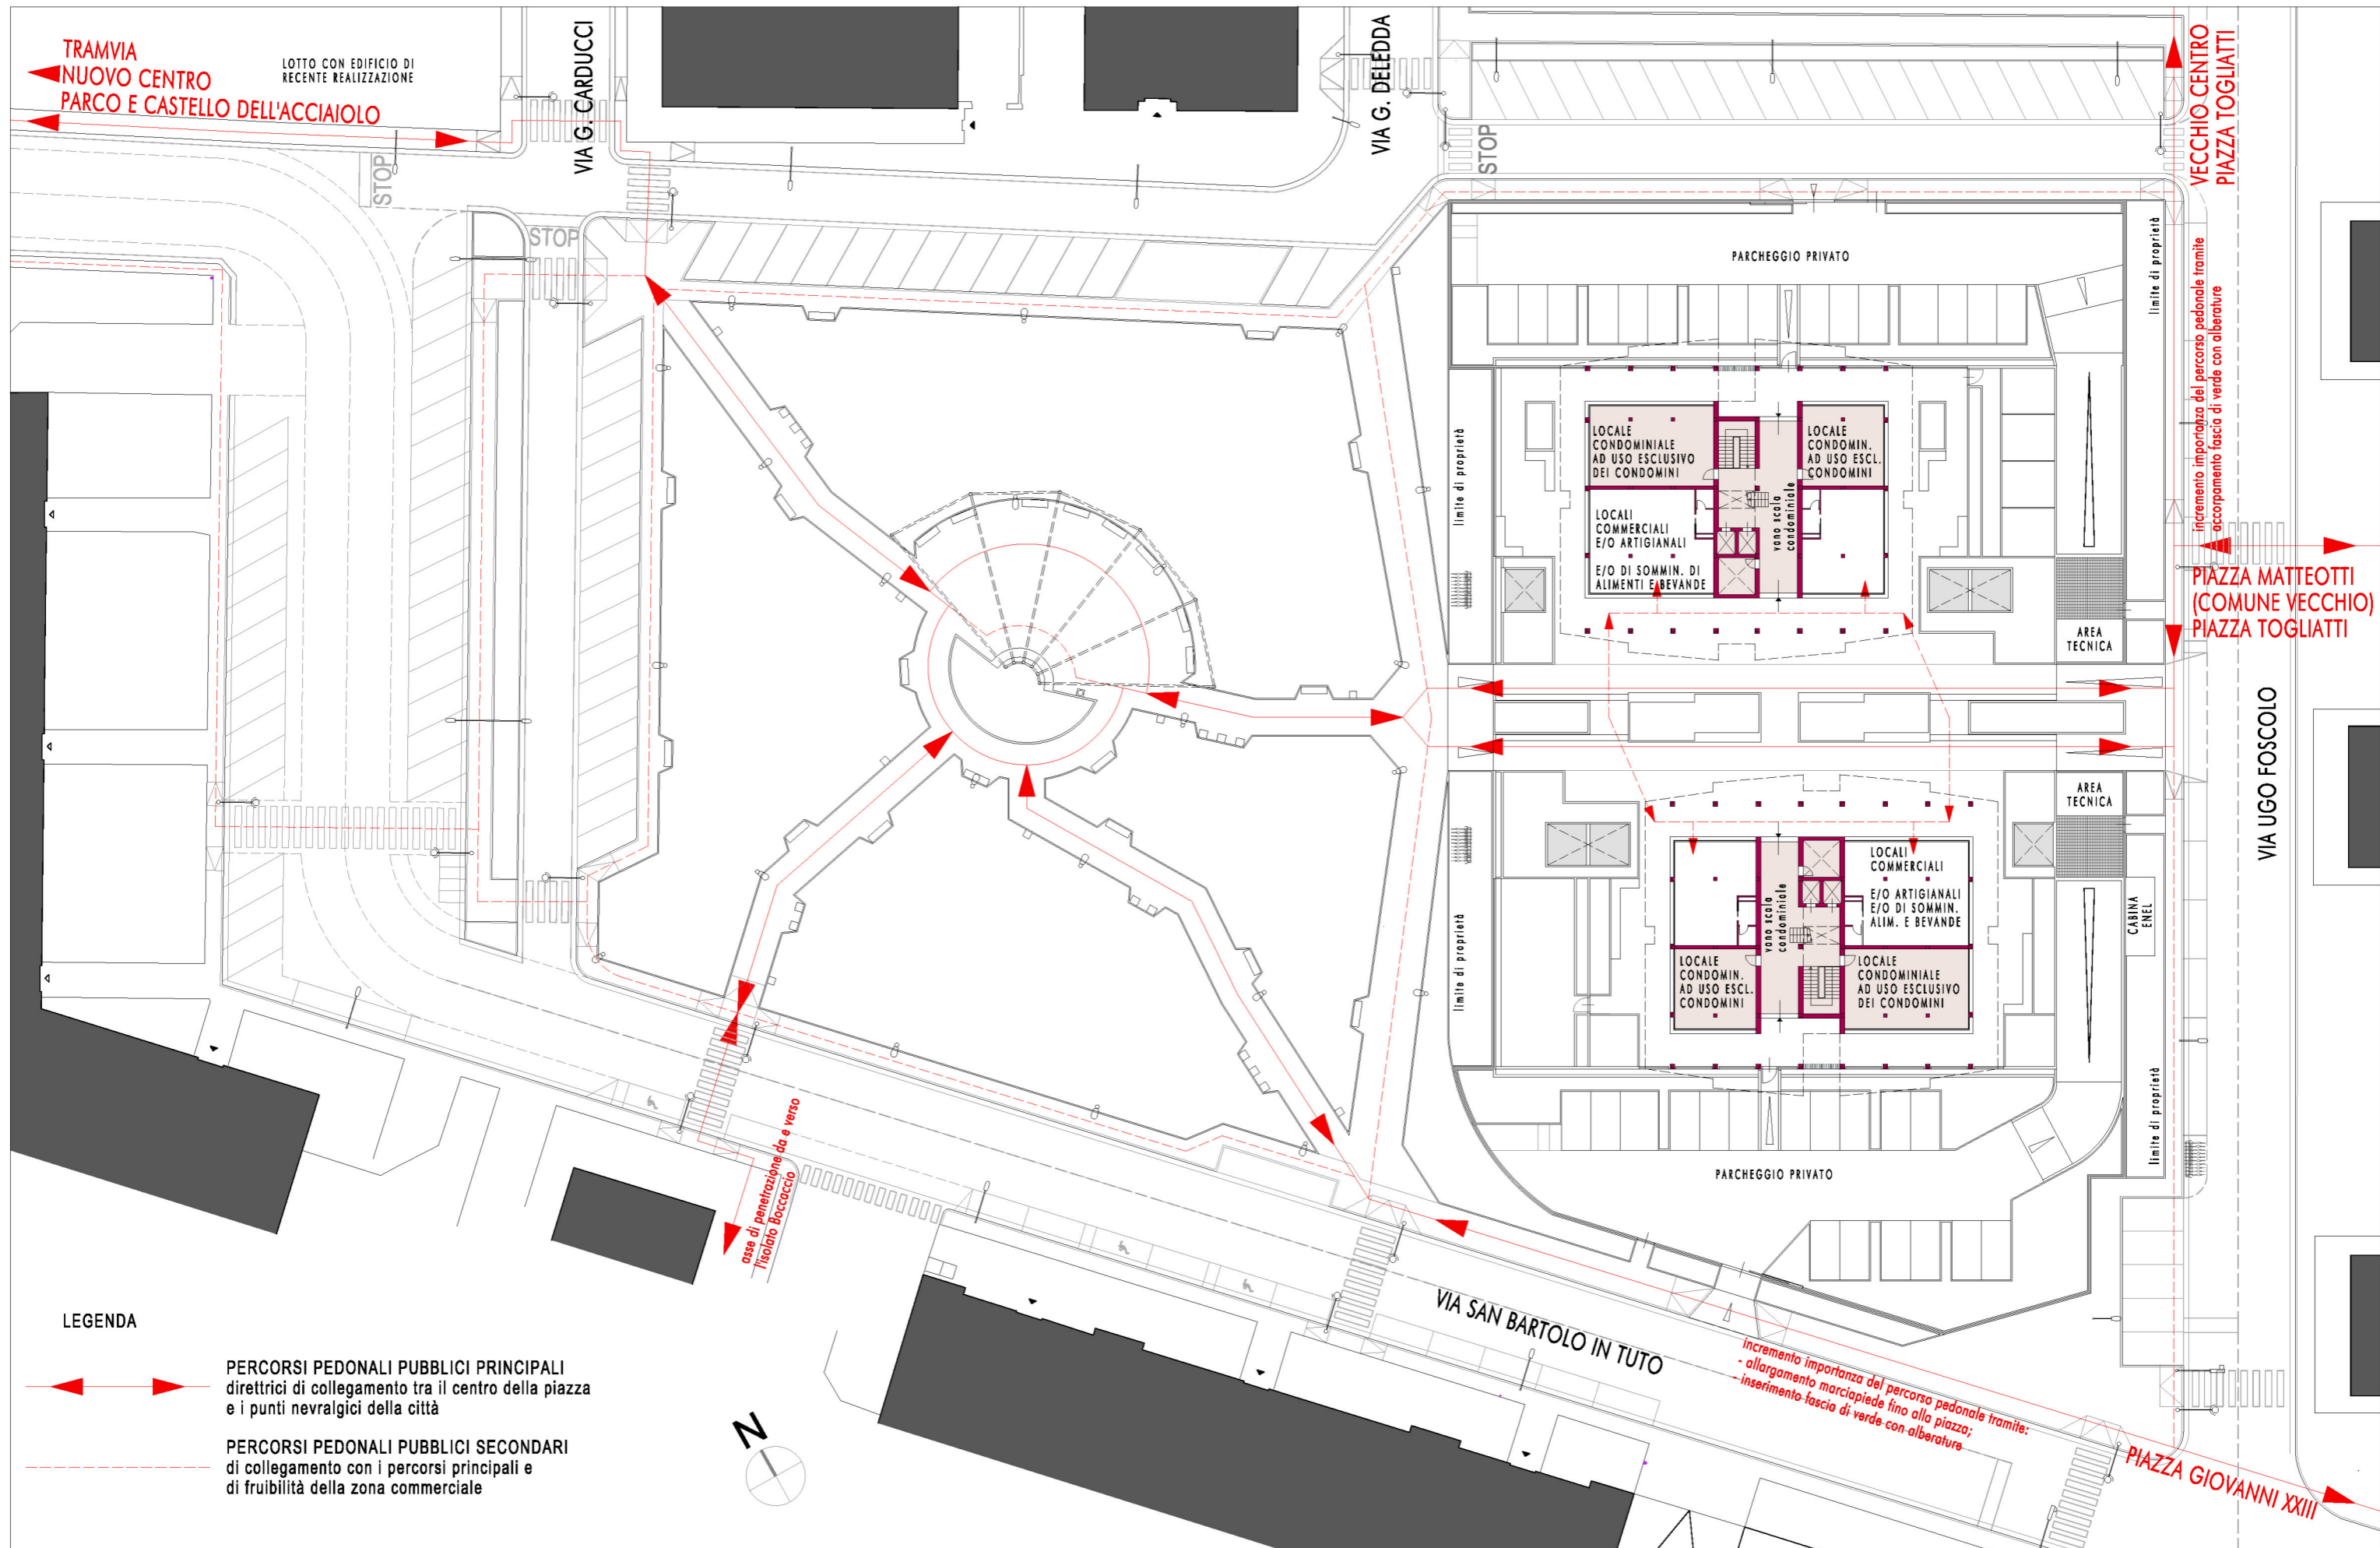 TRAMVIA
NUOVO CENTRO
PARCO E CASTELLO DELL'ACCIAIOLO
LOTTO CON EDIFICIO DI
RECENTE REALIZZAZIONE
VIA G. CARDUCCI
VIA G. DELEDDA
VECCHIO CENTRO
PIAZZA TOGLIATTI
STOP
STOP
STOP
PARCHEGGIO PRIVATO
limite di proprietà
incremento importanza del percorso pedonale tramite
accorpamento fascia di verde con alberature
limite di proprietà
LOCALE
CONDOMINIALE
AD USO ESCLUSIVO
DEI CONDOMINI
LOCALE
CONDOMIN.
AD USO ESCL.
CONDOMINI
LOCALI
COMMERCIALI
E/O ARTIGIANALI
E/O DI SOMMIN. DI
ALIMENTI E BEVANDE
vano scala
condominiale
PIAZZA MATTEOTTI
(COMUNE VECCHIO)
PIAZZA TOGLIATTI
AREA
TECNICA
VIA UGO FOSCOLO
AREA
TECNICA
LOCALI
COMMERCIALI
E/O ARTIGIANALI
E/O DI SOMMIN.
ALIM. E BEVANDE
vano scala
condominiale
CABINA
ENEL
limite di proprietà
LOCALE
CONDOMIN.
AD USO ESCL.
CONDOMINI
LOCALE
CONDOMINIALE
AD USO ESCLUSIVO
DEI CONDOMINI
limite di proprietà
PARCHEGGIO PRIVATO
asse di penetrazione da e verso
l'isolato Boccaccio
VIA SAN BARTOLO IN TUTO
incremento importanza del percorso pedonale tramite:
- allargamento marciapiede fino alla piazza;
- inserimento fascia di verde con alberature
PIAZZA GIOVANNI XXIII
LEGENDA
PERCORSI PEDONALI PUBBLICI PRINCIPALI
direttrici di collegamento tra il centro della piazza
e i punti nevralgici della città
PERCORSI PEDONALI PUBBLICI SECONDARI
di collegamento con i percorsi principali e
di fruibilità della zona commerciale
N